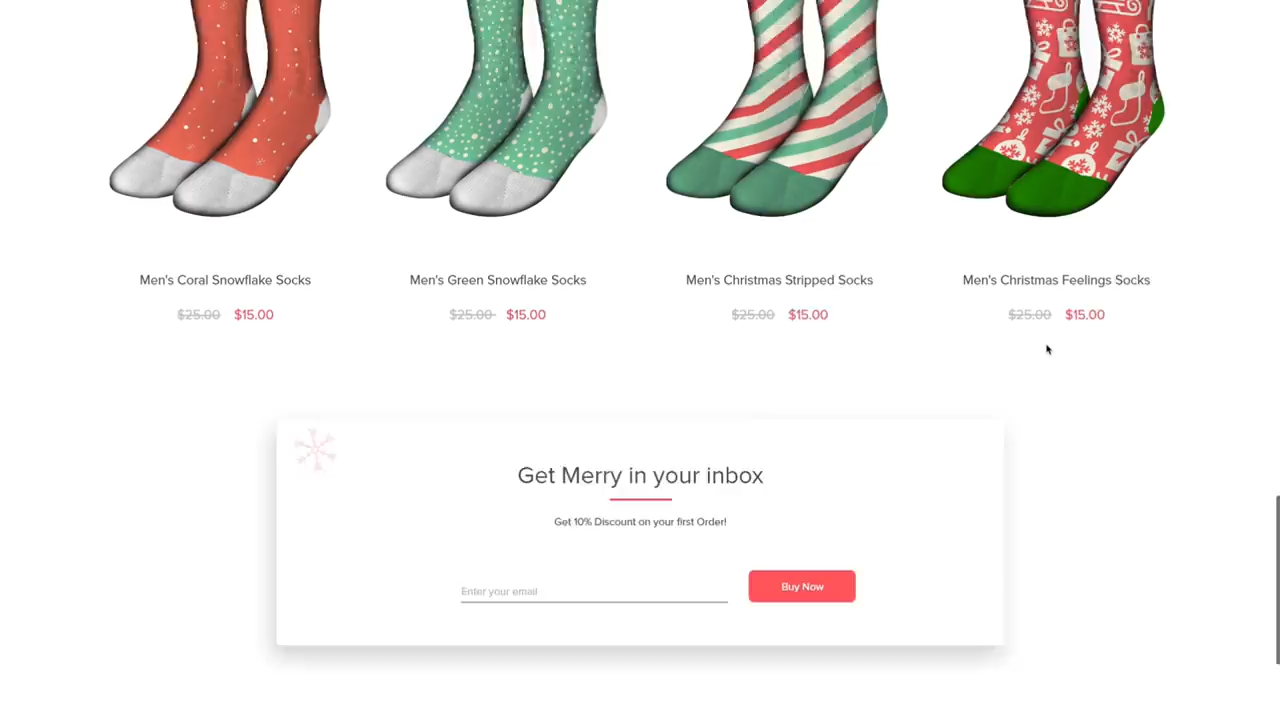 Men's Coral Snowflake Socks
$25.00 $15.00
Men's Green Snowflake Socks
$25.00 $15.00
Men's Christmas Stripped Socks
$25.00 $15.00
Men's Christmas Feelings Socks
$25.00 $15.00
Get Merry in your inbox
Get 10% Discount on your first Order!
Enter your email
Buy Now